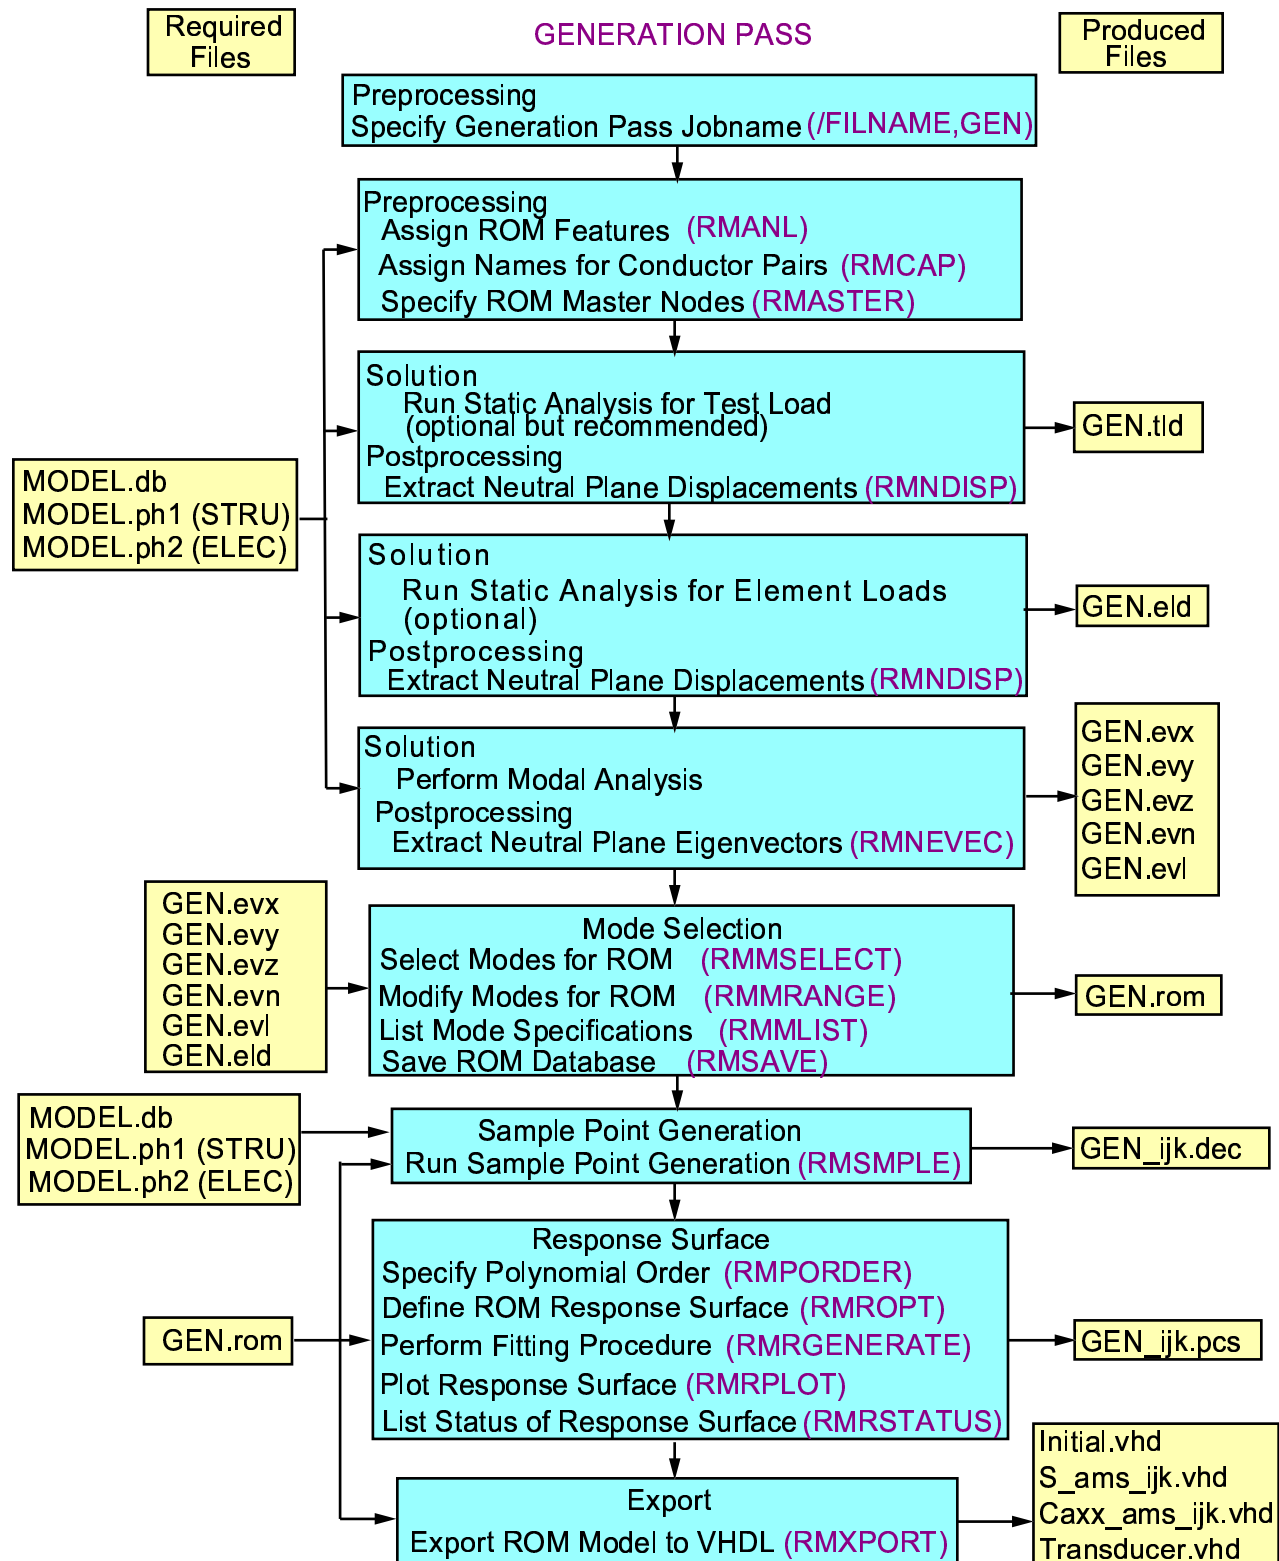 Required
Files
GENERATION PASS
Produced
Files
Preprocessing
Specify Generation Pass Jobname (/FILNAME,GEN)
Preprocessing
Assign ROM Features (RMANL)
Assign Names for Conductor Pairs (RMCAP)
Specify ROM Master Nodes (RMASTER)
Solution
Run Static Analysis for Test Load
(optional but recommended)
Postprocessing
Extract Neutral Plane Displacements (RMNDISP)
GEN.tld
MODEL.db
MODEL.ph1 (STRU)
MODEL.ph2 (ELEC)
Solution
Run Static Analysis for Element Loads
(optional)
Postprocessing
Extract Neutral Plane Displacements (RMNDISP)
GEN.eld
Solution
Perform Modal Analysis
Postprocessing
Extract Neutral Plane Eigenvectors (RMNEVEC)
GEN.evx
GEN.evy
GEN.evz
GEN.evn
GEN.evl
GEN.evx
GEN.evy
GEN.evz
GEN.evn
GEN.evl
GEN.eld
Mode Selection
Select Modes for ROM (RMMSELECT)
Modify Modes for ROM (RMMRANGE)
List Mode Specifications (RMMLIST)
Save ROM Database (RMSAVE)
GEN.rom
MODEL.db
MODEL.ph1 (STRU)
MODEL.ph2 (ELEC)
Sample Point Generation
Run Sample Point Generation (RMSMPLE)
GEN_ijk.dec
Response Surface
Specify Polynomial Order (RMPORDER)
Define ROM Response Surface (RMROPT)
Perform Fitting Procedure (RMRGENERATE)
Plot Response Surface (RMRPLOT)
List Status of Response Surface (RMRSTATUS)
GEN.rom
GEN_ijk.pcs
Export
Export ROM Model to VHDL (RMXPORT)
Initial.vhd
S_ams_ijk.vhd
Caxx_ams_ijk.vhd
Transducer.vhd